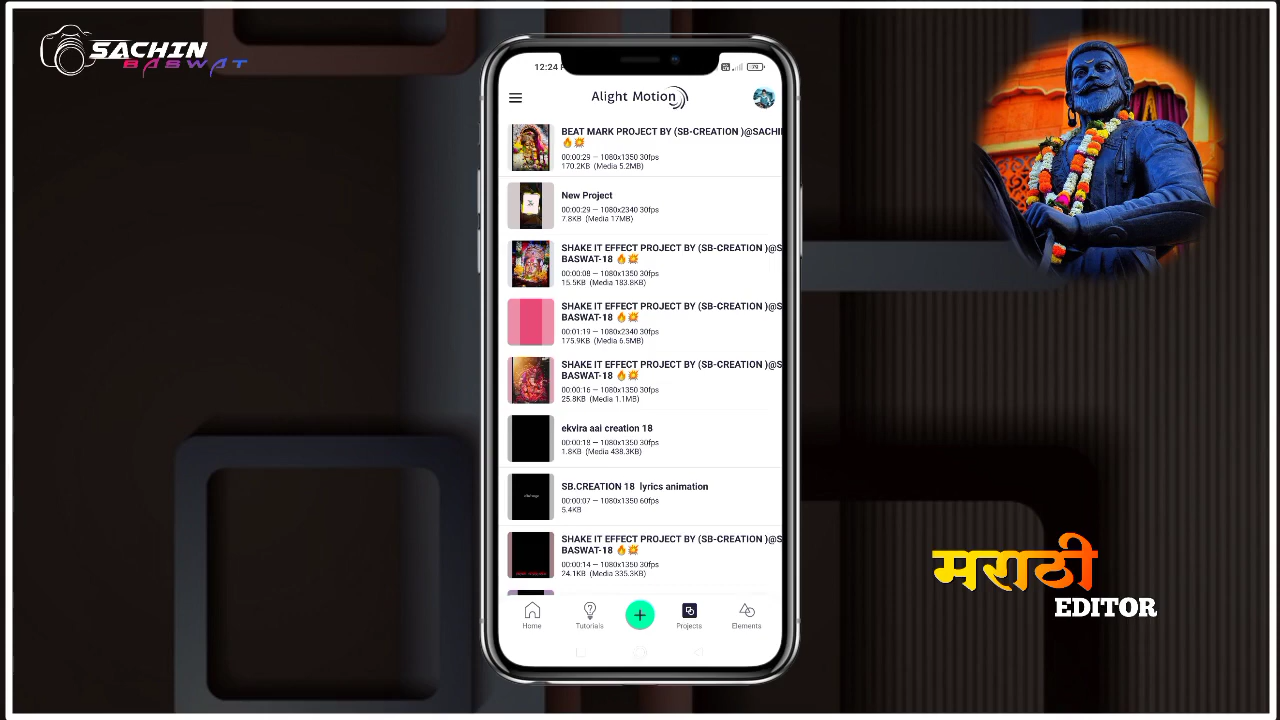 SACHIN
BASWAT
12:24
Alight Motion
BEAT MARK PROJECT BY (SB-CREATION )@SACHI
🔥💥
00:00:29 — 1080x1350 30fps
170.2KB (Media 5.2MB)
New Project
00:00:29 — 1080x2340 30fps
7.8KB (Media 17MB)
SHAKE IT EFFECT PROJECT BY (SB-CREATION )@S
BASWAT-18 🔥💥
00:00:08 — 1080x1350 30fps
15.5KB (Media 183.8KB)
SHAKE IT EFFECT PROJECT BY (SB-CREATION )@S
BASWAT-18 🔥💥
00:01:19 — 1080x2340 30fps
175.9KB (Media 6.5MB)
SHAKE IT EFFECT PROJECT BY (SB-CREATION )@S
BASWAT-18 🔥💥
00:00:16 — 1080x1350 30fps
25.8KB (Media 1.1MB)
ekvira aai creation 18
00:00:18 — 1080x1350 30fps
1.8KB (Media 438.3KB)
SB.CREATION 18 lyrics animation
00:00:07 — 1080x1350 60fps
5.4KB
SHAKE IT EFFECT PROJECT BY (SB-CREATION )@S
BASWAT-18 🔥💥
00:00:14 — 1080x1350 30fps
24.1KB (Media 335.3KB)
Home
Tutorials
Projects
Elements
मराठी
EDITOR